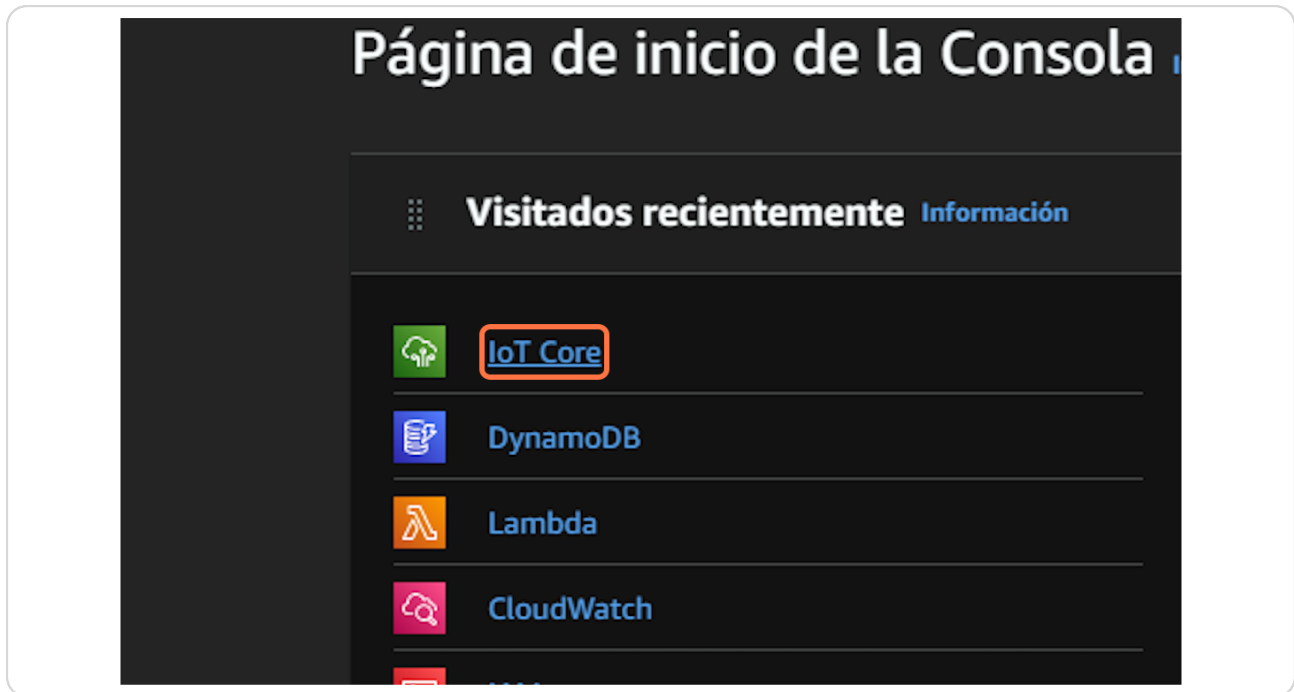 Página de inicio de la Consola
Visitados recientemente Información
IoT Core
DynamoDB
Lambda
CloudWatch